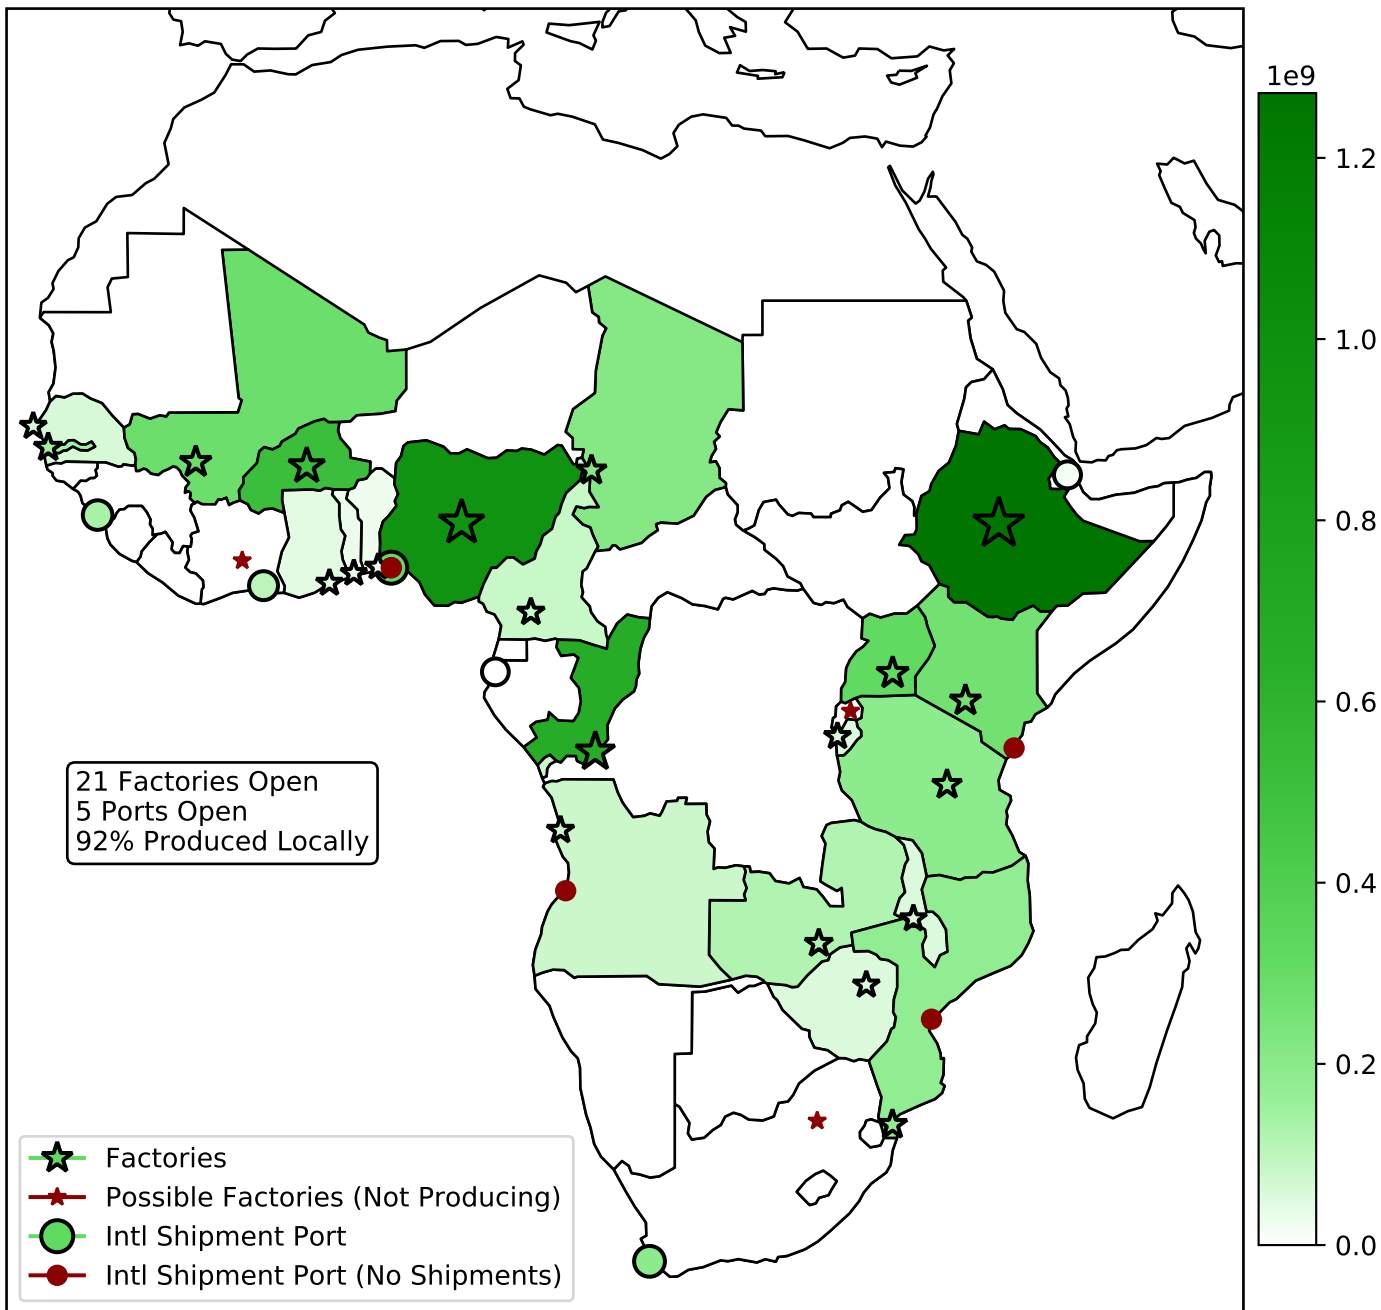 1e9
1.2
1.0
0.8
0.6
0.4
0.2
0.0
21 Factories Open
5 Ports Open
92% Produced Locally
Factories
Possible Factories (Not Producing)
Intl Shipment Port
Intl Shipment Port (No Shipments)